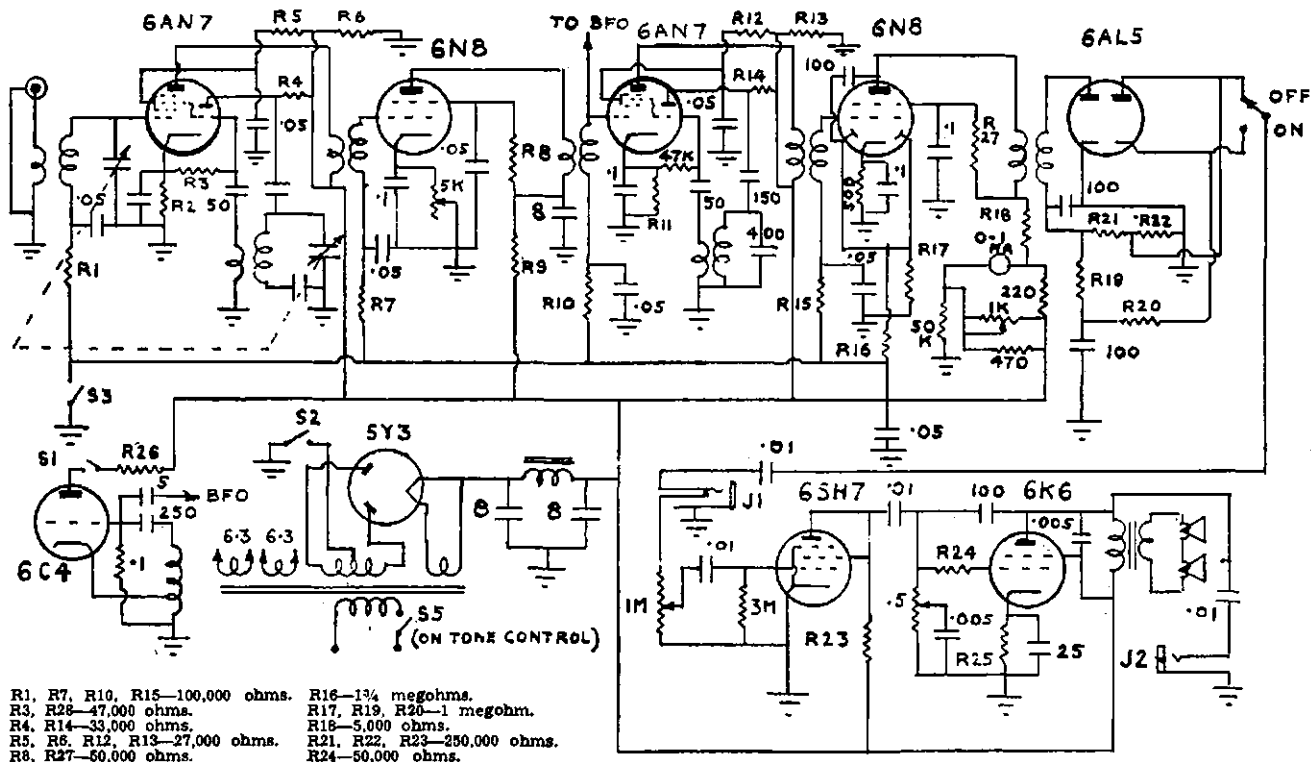 6AN7
R5
R6
6N8
TO BFO
6AN7
R12
R13
6N8
6AL5
R4
.05
R3
.05
R2
50
R1
.05
.1
5K
.05
R7
R8
8
R9
R10
.05
.1
47K
R11
50
.05
R14
150
400
100
500
.1
.1
R27
R15
.05
R17
R16
R18
0-1 MA
50K
1K
470
220
100
R21
R22
R19
R20
100
OFF
ON
S3
S1
R26
5
BFO
250
.1
6C4
S2
5Y3
6.3
6.3
8
8
S5
(ON TONE CONTROL)
.05
.01
J1
6SH7
.01
100
6K6
.005
.01
1M
3M
R23
R24
.5
.005
R25
25
.01
J2
R1, R7, R10, R15—100,000 ohms.
R3, R28—47,000 ohms.
R4, R14—33,000 ohms.
R5, R6, R12, R13—27,000 ohms.
R8, R27—50,000 ohms.
R16—1¾ megohms.
R17, R19, R20—1 megohm.
R18—5,000 ohms.
R21, R22, R23—250,000 ohms.
R24—50,000 ohms.